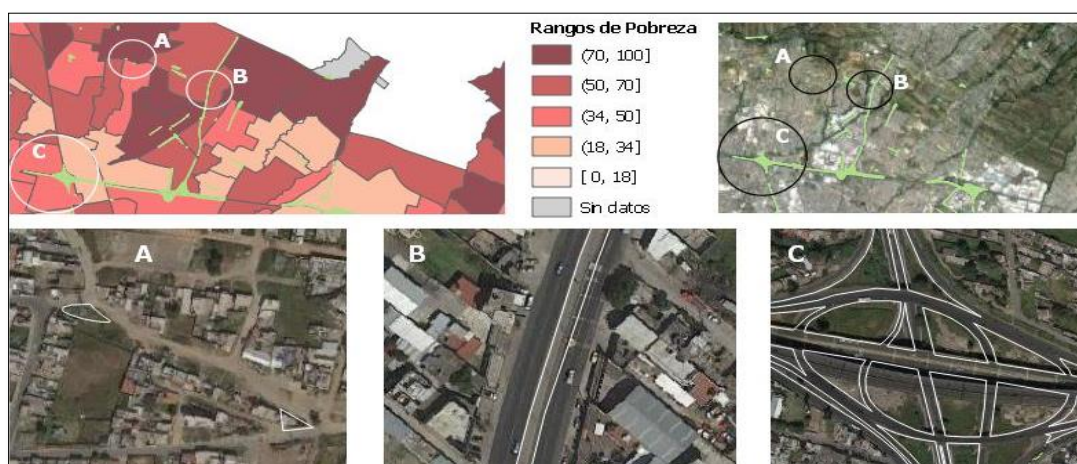 A
B
C
Rangos de Pobreza
(70, 100]
(50, 70]
(34, 50]
(18, 34]
[ 0, 18)
Sin datos
A
B
C
A
B
C